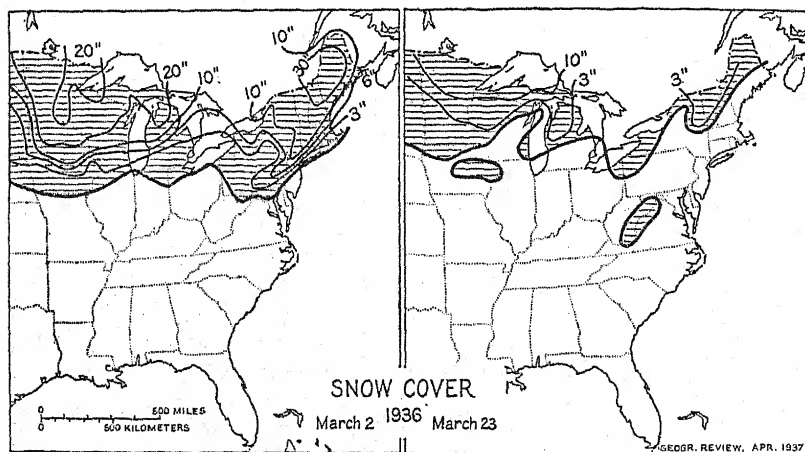 20"
20"
10"
10"
10"
30"
6"
3"
10"
3"
3"
SNOW COVER
March 2 1936 March 23
0 500 MILES
0 500 KILOMETERS
GEOGR. REVIEW, APR. 1937